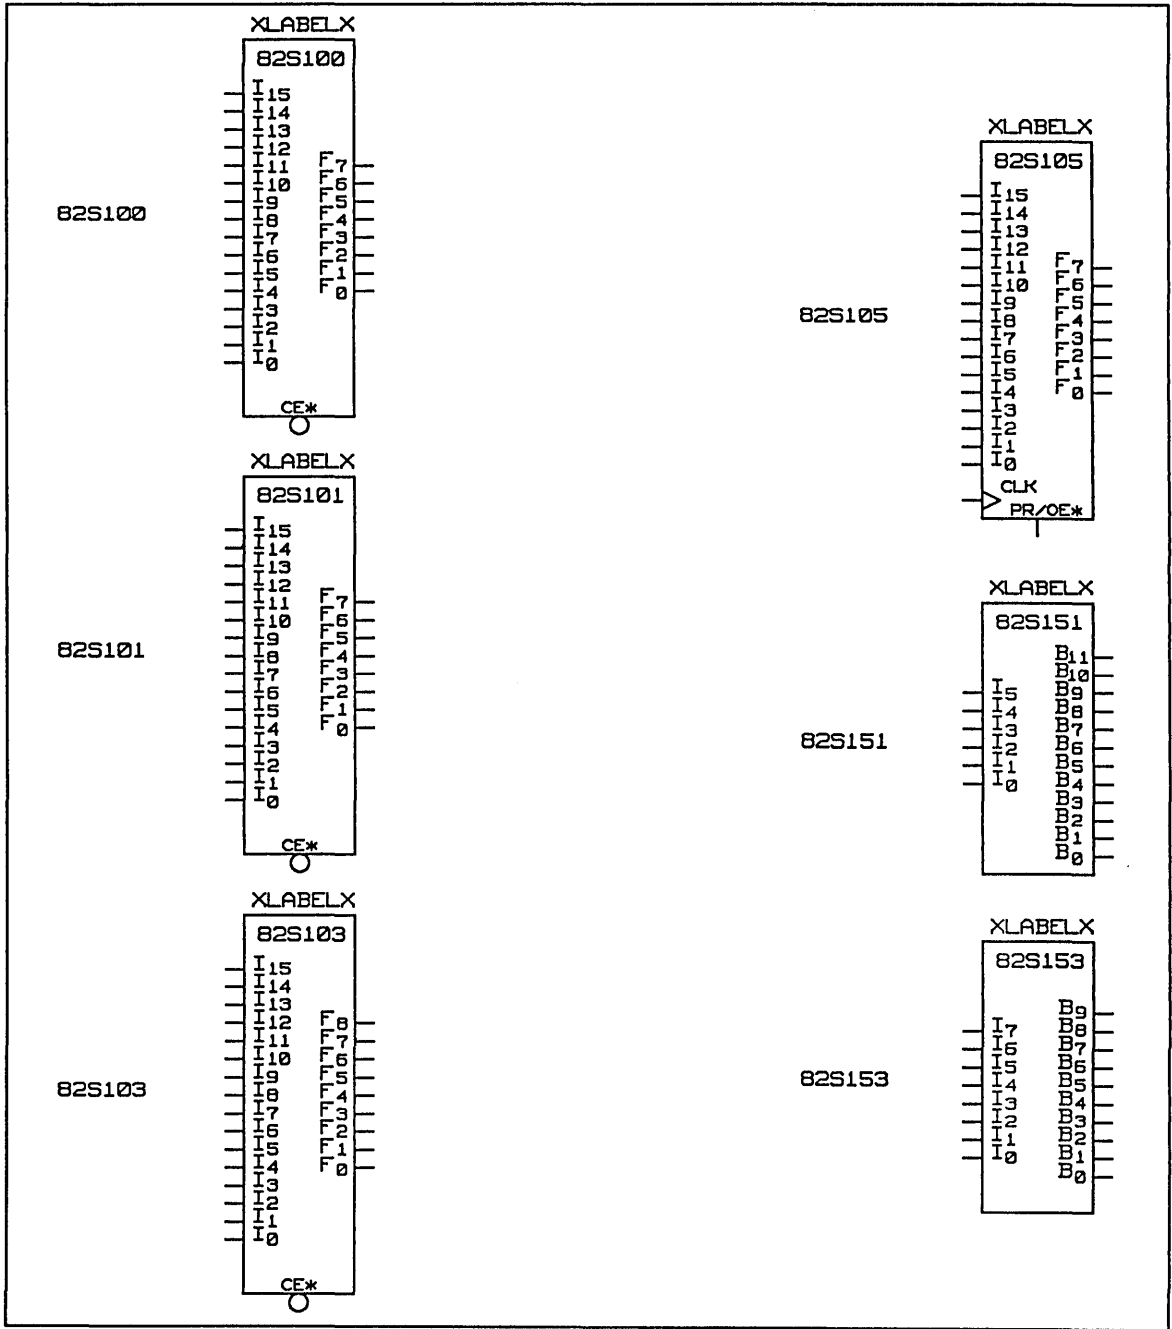 XLABELX
82S100
82S100
I15
I14
I13
I12
I11 F7
I10 F6
I9 F5
I8 F4
I7 F3
I6 F2
I5 F1
I4 F0
I3
I2
I1
I0
CE*
XLABELX
82S101
82S101
I15
I14
I13
I12
I11 F7
I10 F6
I9 F5
I8 F4
I7 F3
I6 F2
I5 F1
I4 F0
I3
I2
I1
I0
CE*
XLABELX
82S103
82S103
I15
I14
I13
I12 F8
I11 F7
I10 F6
I9 F5
I8 F4
I7 F3
I6 F2
I5 F1
I4 F0
I3
I2
I1
I0
CE*
XLABELX
82S105
82S105
I15
I14
I13
I12
I11 F7
I10 F6
I9 F5
I8 F4
I7 F3
I6 F2
I5 F1
I4 F0
I3
I2
I1
I0
CLK
PR/OE*
XLABELX
82S151
82S151
B11
B10
I5 B9
I4 B8
I3 B7
I2 B6
I1 B5
I0 B4
B3
B2
B1
B0
XLABELX
82S153
82S153
B9
I7 B8
I6 B7
I5 B6
I4 B5
I3 B4
I2 B3
I1 B2
I0 B1
B0